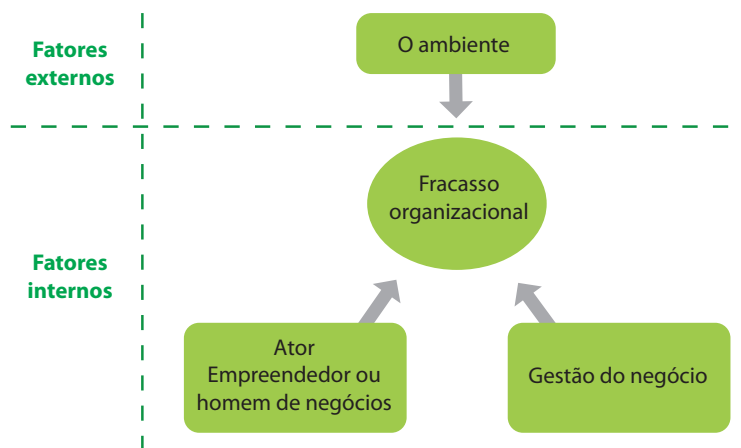 Fatores
externos
O ambiente
Fracasso
organizacional
Fatores
internos
Ator
Empreendedor ou
homem de negócios
Gestão do negócio